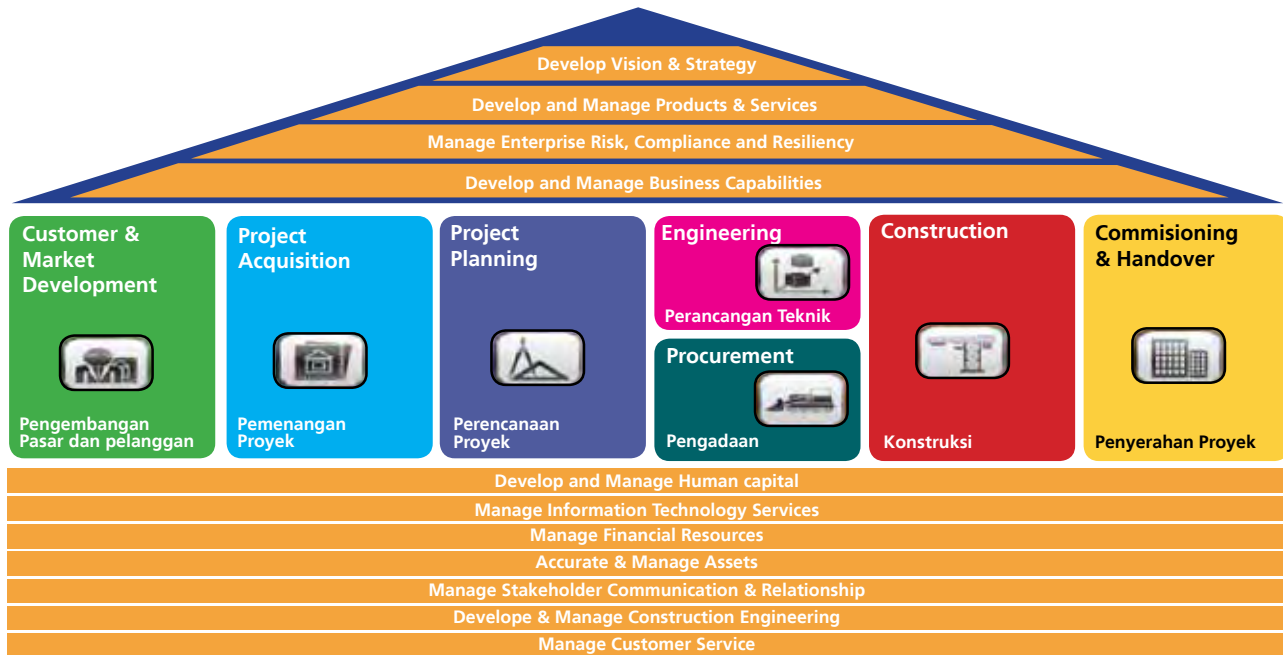 Develop Vision & Strategy
Develop and Manage Products & Services
Manage Enterprise Risk, Compliance and Resiliency
Develop and Manage Business Capabilities
Customer &
Market
Development
Pengembangan
Pasar dan pelanggan
Project
Acquisition
Pemenangan
Proyek
Project
Planning
Perencanaan
Proyek
Engineering
Perancangan Teknik
Procurement
Pengadaan
Construction
Konstruksi
Commisioning
& Handover
Penyerahan Proyek
Develop and Manage Human capital
Manage Information Technology Services
Manage Financial Resources
Accurate & Manage Assets
Manage Stakeholder Communication & Relationship
Develope & Manage Construction Engineering
Manage Customer Service